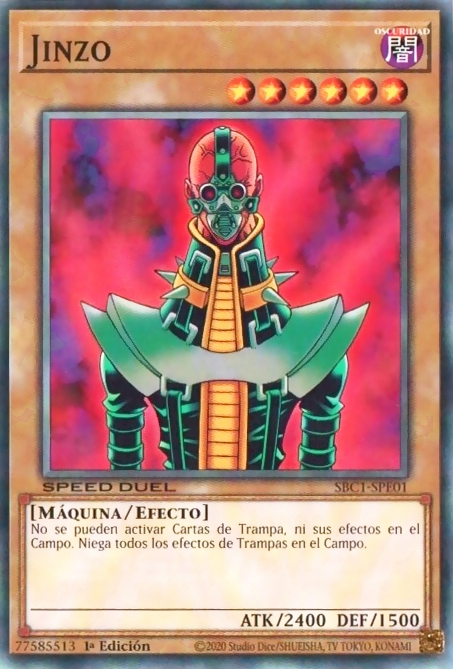 JINZO
OSCURIDAD
闇
SPEED DUEL
SBC1-SPE01
[MÁQUINA/EFECTO]
No se pueden activar Cartas de Trampa, ni sus efectos en el
Campo. Niega todos los efectos de Trampas en el Campo.
ATK/2400 DEF/1500
77585513 1ª Edición ©2020 Studio Dice/SHUEISHA, TV TOKYO, KONAMI